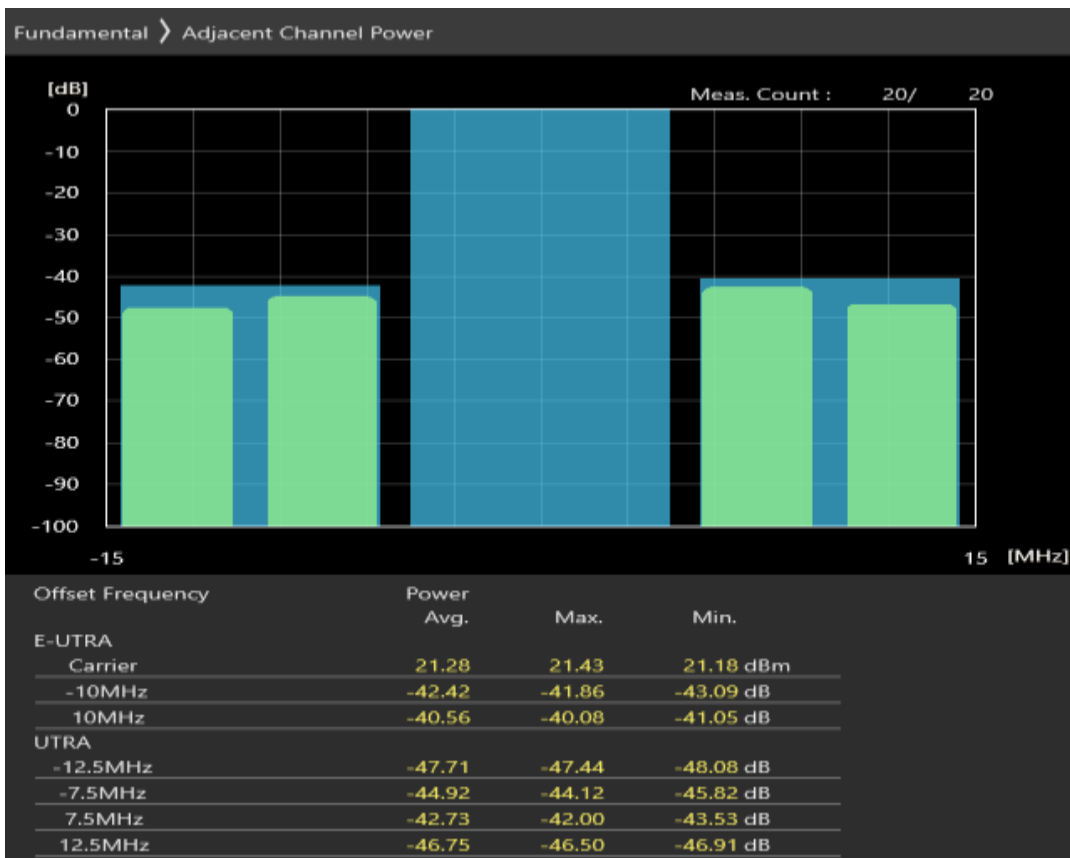 Fundamental 〉 Adjacent Channel Power
[dB]
Meas. Count : 20/ 20
0
-10
-20
-30
-40
-50
-60
-70
-80
-90
-100
-15 15 [MHz]
Offset Frequency Power
Avg. Max. Min.
E-UTRA
Carrier 21.28 21.43 21.18 dBm
-10MHz -42.42 -41.86 -43.09 dB
10MHz -40.56 -40.08 -41.05 dB
UTRA
-12.5MHz -47.71 -47.44 -48.08 dB
-7.5MHz -44.92 -44.12 -45.82 dB
7.5MHz -42.73 -42.00 -43.53 dB
12.5MHz -46.75 -46.50 -46.91 dB